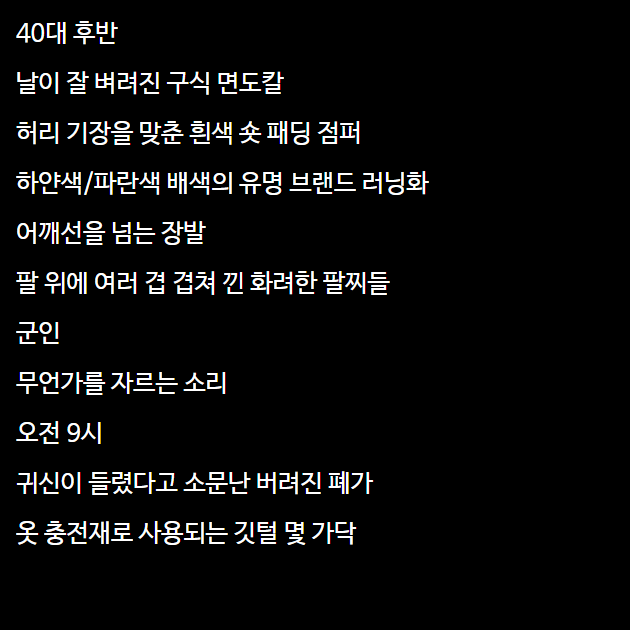 40대 후반
날이 잘 벼려진 구식 면도칼
허리 기장을 맞춘 흰색 숏 패딩 점퍼
하얀색/파란색 배색의 유명 브랜드 러닝화
어깨선을 넘는 장발
팔 위에 여러 겹 겹쳐 낀 화려한 팔찌들
군인
무언가를 자르는 소리
오전 9시
귀신이 들렸다고 소문난 버려진 폐가
옷 충전재로 사용되는 깃털 몇 가닥